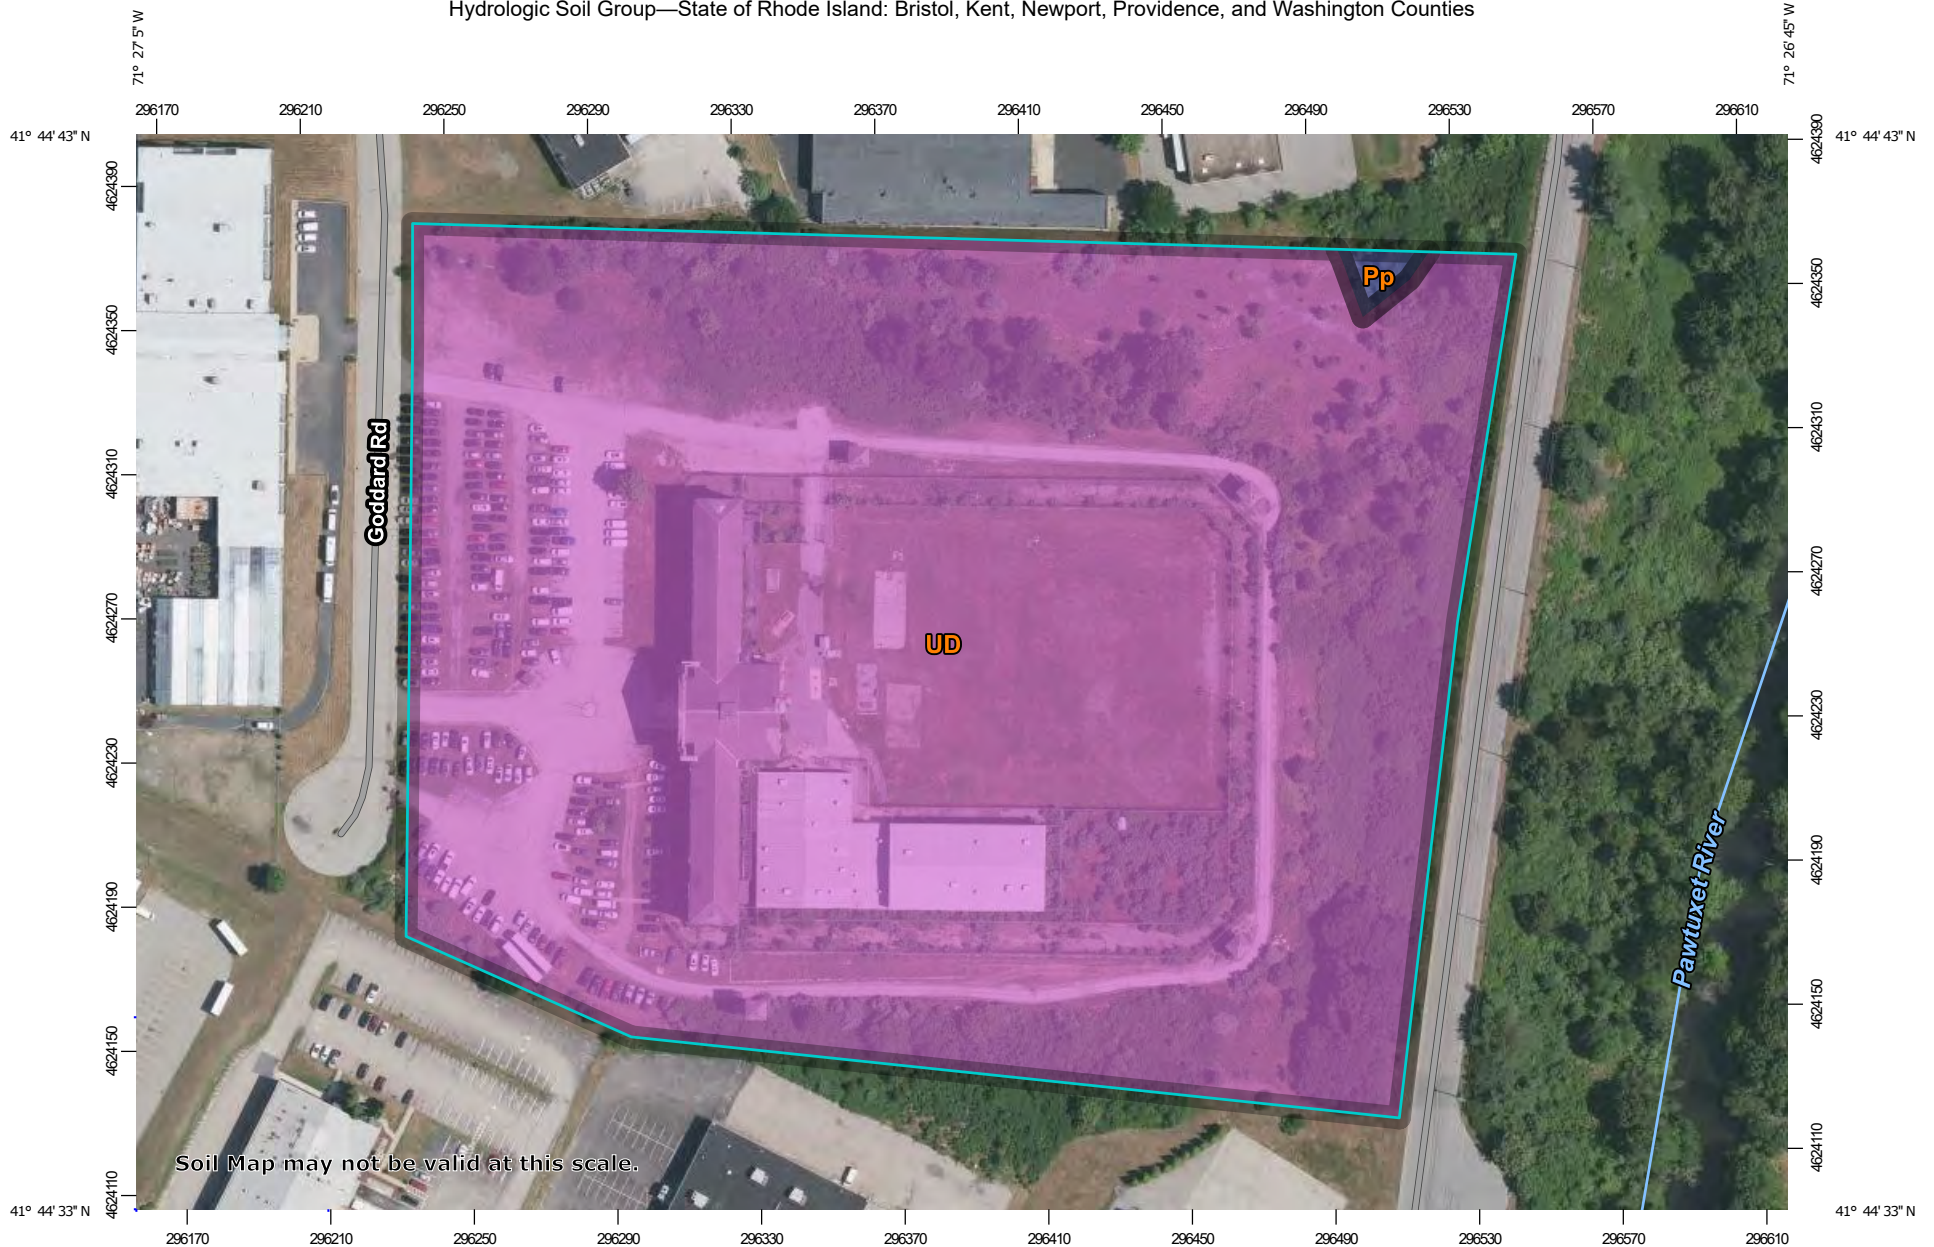 Hydrologic Soil Group—State of Rhode Island: Bristol, Kent, Newport, Providence, and Washington Counties
71° 27' 5'' W
71° 26' 45'' W
296170 296210 296250 296290 296330 296370 296410 296450 296490 296530 296570 296610
41° 44' 43'' N
41° 44' 43'' N
4624390
4624350
4624310
4624270
4624230
4624190
4624150
4624110
4624390
4624350
4624310
4624270
4624230
4624190
4624150
4624110
Pp
Goddard Rd
UD
Pawtuxet River
Soil Map may not be valid at this scale.
41° 44' 33'' N
41° 44' 33'' N
296170 296210 296250 296290 296330 296370 296410 296450 296490 296530 296570 296610